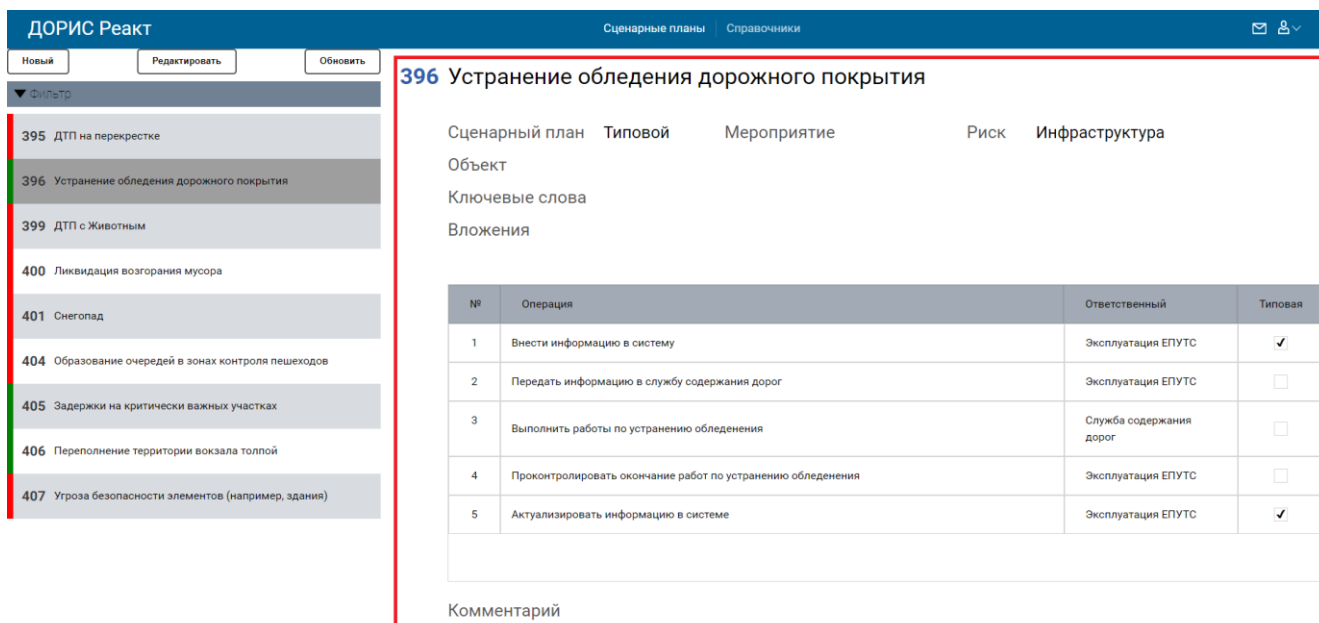 ДОРИС Реакт
Сценарные планы
Справочники
Новый
Редактировать
Обновить
Фильтр
395 ДТП на перекрестке
396 Устранение обледения дорожного покрытия
399 ДТП с Животным
400 Ликвидация возгорания мусора
401 Снегопад
404 Образование очередей в зонах контроля пешеходов
405 Задержки на критически важных участках
406 Переполнение территории вокзала толпой
407 Угроза безопасности элементов (например, здания)
396 Устранение обледения дорожного покрытия
Сценарный план Типовой Мероприятие Риск Инфраструктура
Объект
Ключевые слова
Вложения
№ Операция Ответственный Типовая
1 Внести информацию в систему Эксплуатация ЕПУТС
2 Передать информацию в службу содержания дорог Эксплуатация ЕПУТС
3 Выполнить работы по устранению обледенения Служба содержания
дорог
4 Проконтролировать окончание работ по устранению обледенения Эксплуатация ЕПУТС
5 Актуализировать информацию в системе Эксплуатация ЕПУТС
Комментарий